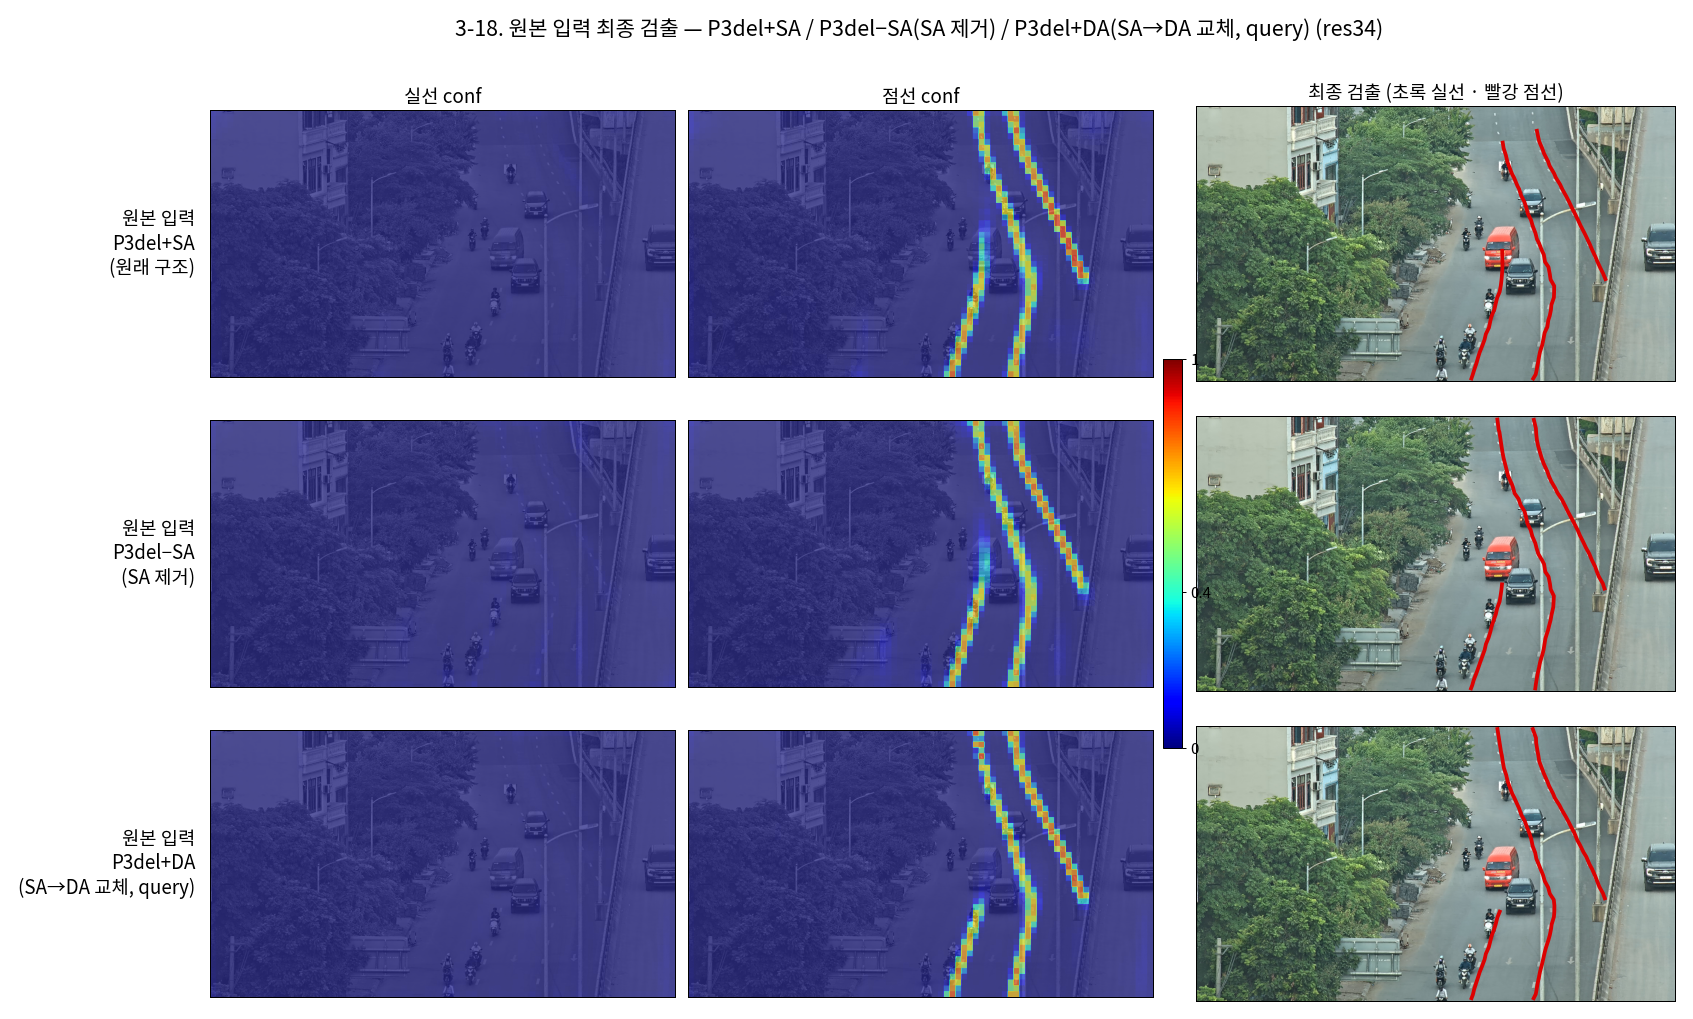 3-18. 원본 입력 최종 검출 — P3del+SA / P3del−SA(SA 제거) / P3del+DA(SA→DA 교체, query) (res34)
실선 conf
점선 conf
최종 검출 (초록 실선 · 빨강 점선)
원본 입력
P3del+SA
(원래 구조)
1
원본 입력
P3del−SA
(SA 제거)
0.4
0
원본 입력
P3del+DA
(SA→DA 교체, query)